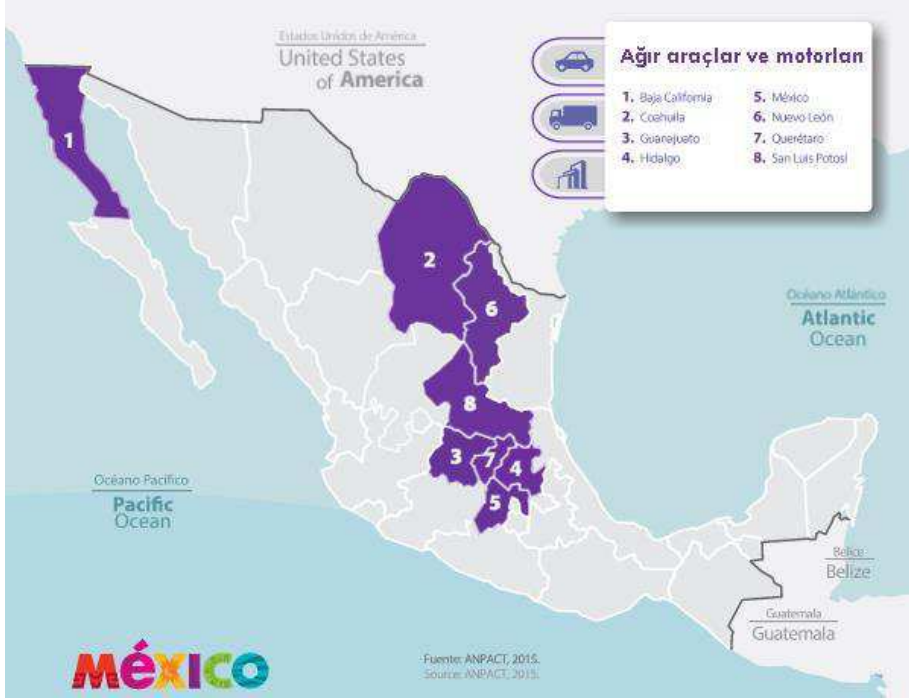 Estados Unidos de América
United States
of America
Ağır araçlar ve motorları
1. Baja California
2. Coahuila
3. Guanajuato
4. Hidalgo
5. México
6. Nuevo León
7. Querétaro
8. San Luis Potosí
1
2
6
8
3
7
4
5
Océano Atlántico
Atlantic
Ocean
Océano Pacífico
Pacific
Ocean
Belice
Belize
Guatemala
Guatemala
MéxICO
Fuente: ANPACT, 2015.
Source: ANPACT, 2015.